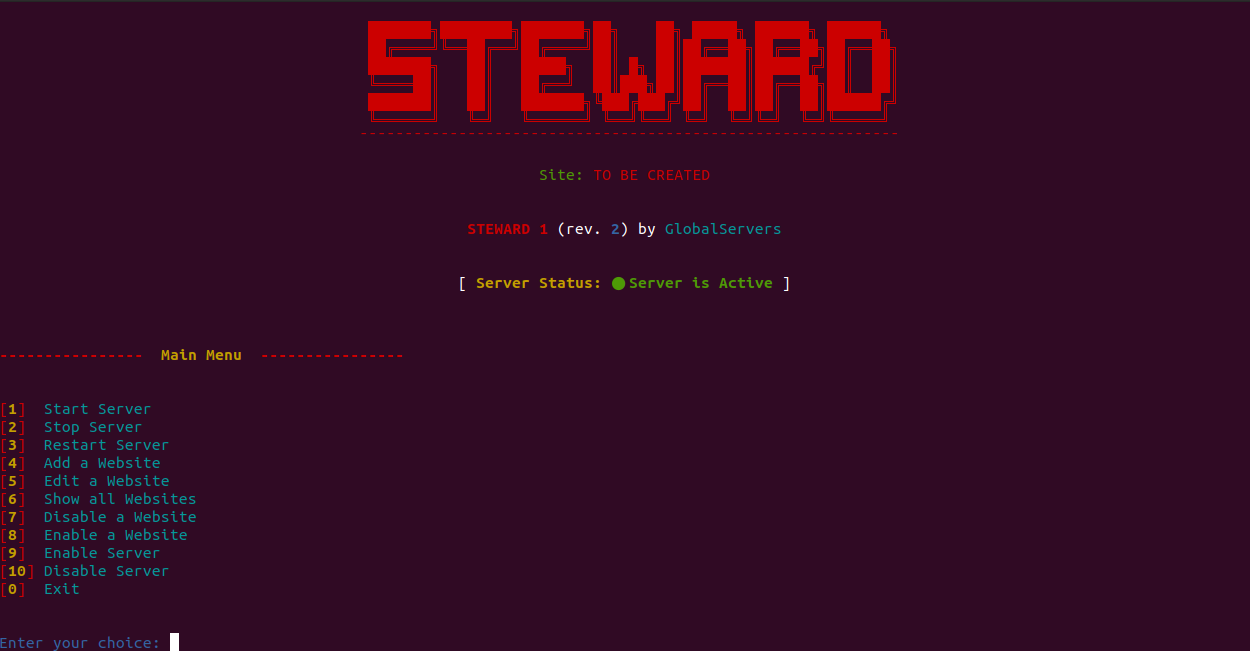 STEWARD
------------------------------------------------------------
Site: TO BE CREATED
STEWARD 1 (rev. 2) by GlobalServers
[ Server Status: Server is Active ]
---------------- Main Menu ----------------
[1] Start Server
[2] Stop Server
[3] Restart Server
[4] Add a Website
[5] Edit a Website
[6] Show all Websites
[7] Disable a Website
[8] Enable a Website
[9] Enable Server
[10] Disable Server
[0] Exit
Enter your choice: